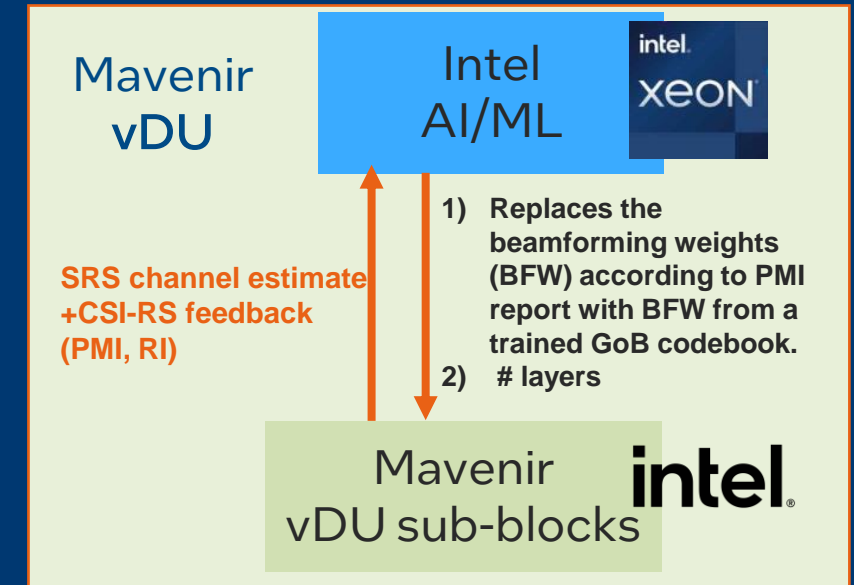 Mavenir
vDU
Intel
AI/ML
intel.
xeon
SRS channel estimate
+CSI-RS feedback
(PMI, RI)
1) Replaces the
beamforming weights
(BFW) according to PMI
report with BFW from a
trained GoB codebook.
2) # layers
Mavenir
vDU sub-blocks
intel.